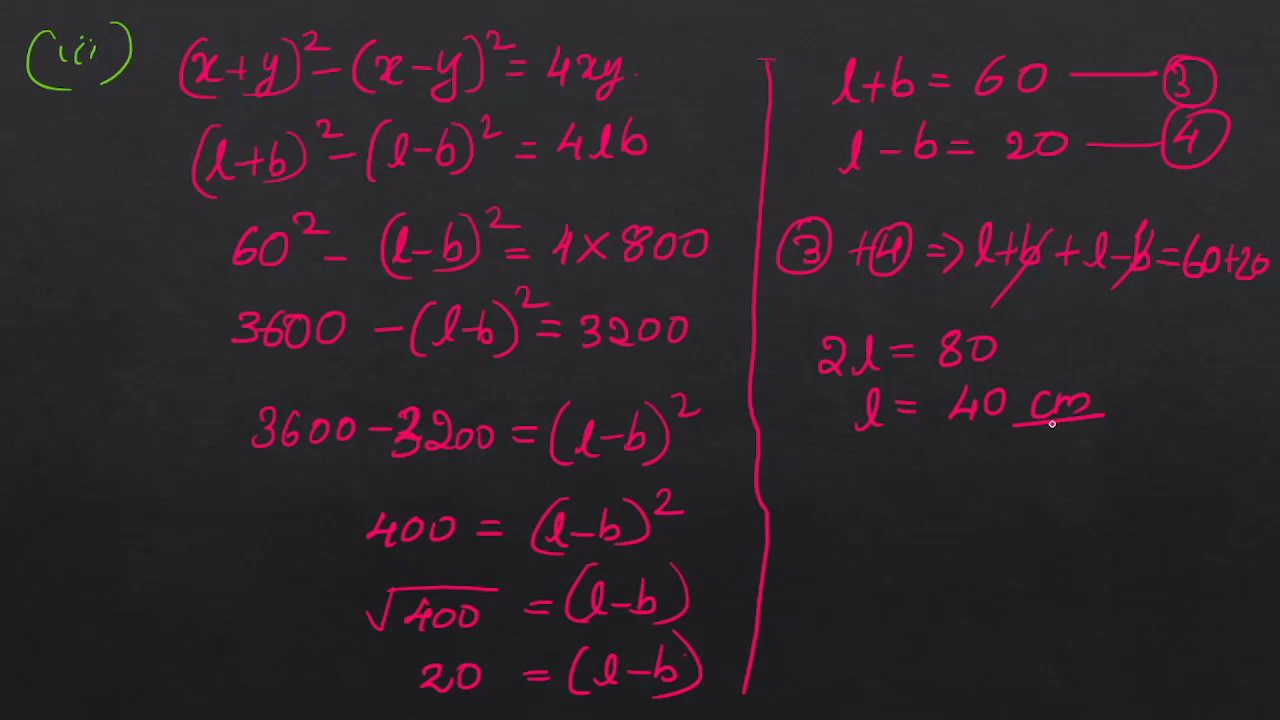 (iii) (x+y)² − (x−y)² = 4xy.
(l+b)² − (l−b)² = 4lb
60² − (l−b)² = 4 × 800
3600 − (l−b)² = 3200
3600 − 3200 = (l−b)²
400 = (l−b)²
√400 = (l−b)
20 = (l−b)
l+b = 60 — ③
l−b = 20 — ④
③ + ④ ⇒ l+b + l−b = 60+20
2l = 80
l = 40 cm